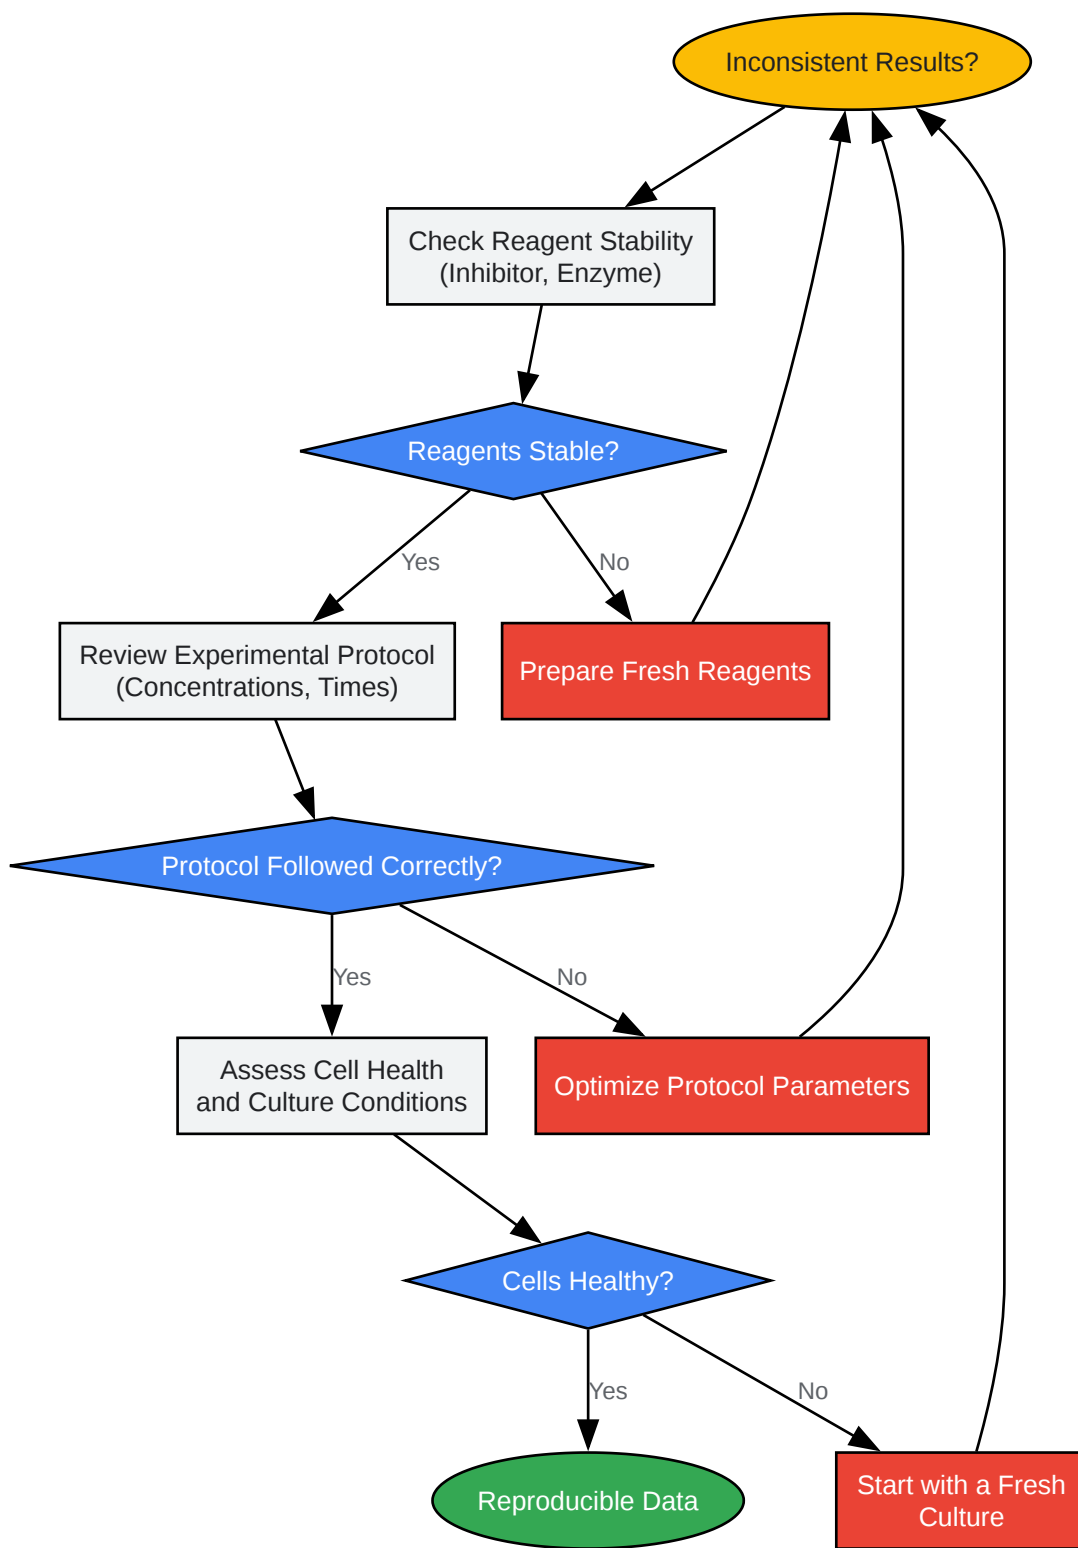 Inconsistent Results?
Check Reagent Stability
(Inhibitor, Enzyme)
Reagents Stable?
Yes
No
Review Experimental Protocol
(Concentrations, Times)
Prepare Fresh Reagents
Protocol Followed Correctly?
Yes
No
Assess Cell Health
and Culture Conditions
Optimize Protocol Parameters
Cells Healthy?
Yes
No
Reproducible Data
Start with a Fresh
Culture